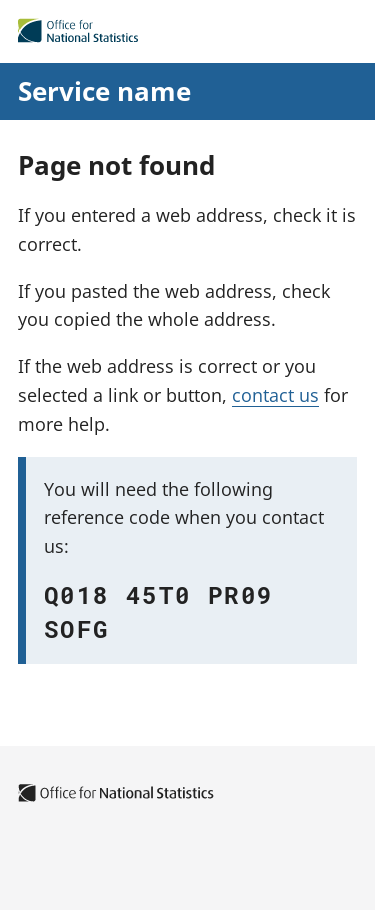 Office for
National Statistics
Service name
Page not found
If you entered a web address, check it is
correct.
If you pasted the web address, check
you copied the whole address.
If the web address is correct or you
selected a link or button, contact us for
more help.
You will need the following
reference code when you contact
us:
Q018 45T0 PR09
SOFG
Office for National Statistics